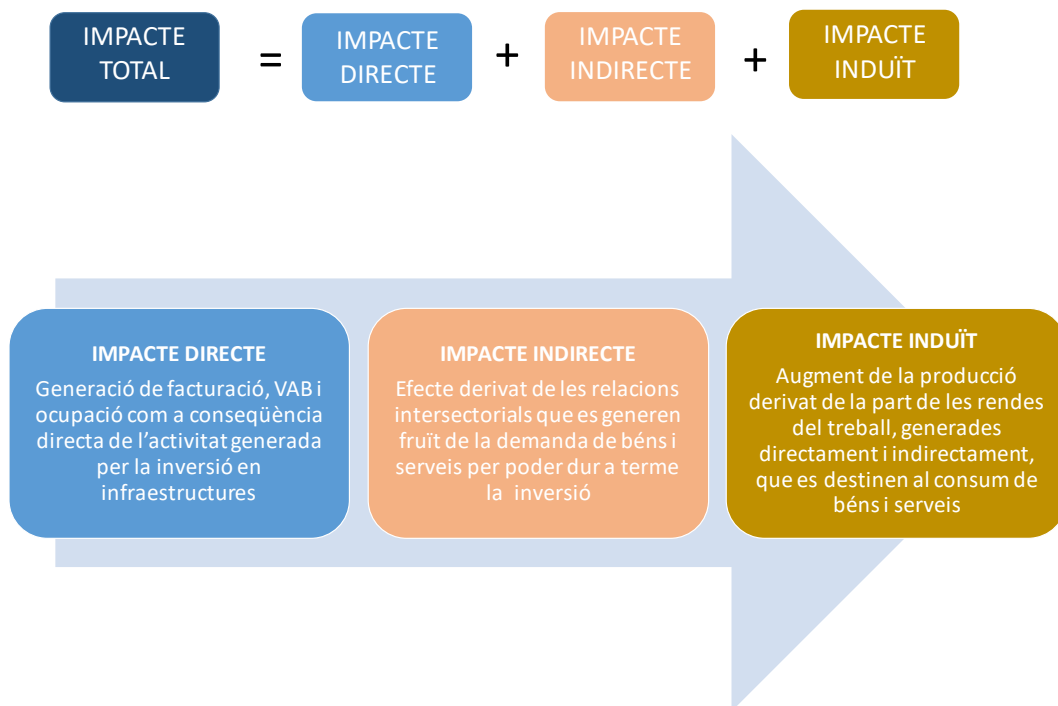 IMPACTE
TOTAL
=
IMPACTE
DIRECTE
+
IMPACTE
INDIRECTE
+
IMPACTE
INDUÏT
IMPACTE DIRECTE
Generació de facturació, VAB i
ocupació com a conseqüència
directa de l'activitat generada
per la inversió en
infraestructures
IMPACTE INDIRECTE
Efecte derivat de les relacions
intersectorials que es generen
fruït de la demanda de béns i
serveis per poder dur a terme
la inversió
IMPACTE INDUÏT
Augment de la producció
derivat de la part de les rendes
del treball, generades
directament i indirectament,
que es destinen al consum de
béns i serveis